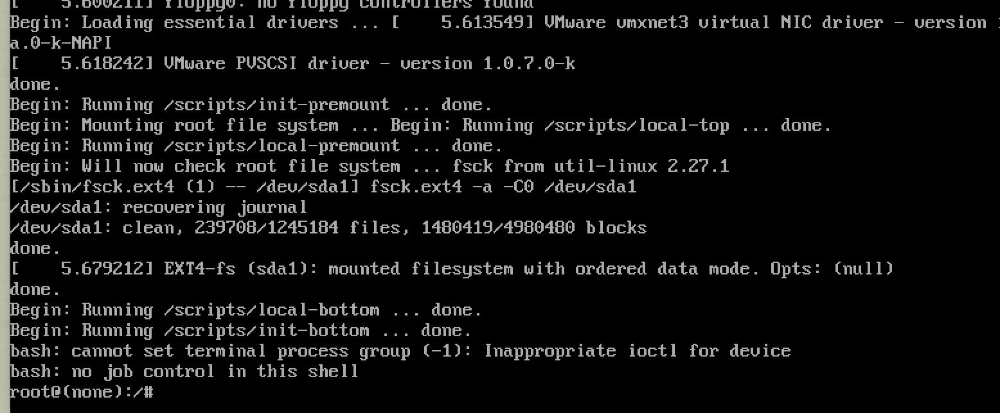 [    5.600211] floppy0: no floppy controllers found
Begin: Loading essential drivers ... [    5.613549] VMware vmxnet3 virtual NIC driver - version
a.0-k-NAPI
[    5.618242] VMware PVSCSI driver - version 1.0.7.0-k
done.
Begin: Running /scripts/init-premount ... done.
Begin: Mounting root file system ... Begin: Running /scripts/local-top ... done.
Begin: Running /scripts/local-premount ... done.
Begin: Will now check root file system ... fsck from util-linux 2.27.1
[/sbin/fsck.ext4 (1) -- /dev/sda1] fsck.ext4 -a -C0 /dev/sda1
/dev/sda1: recovering journal
/dev/sda1: clean, 239708/1245184 files, 1480419/4980480 blocks
done.
[    5.679212] EXT4-fs (sda1): mounted filesystem with ordered data mode. Opts: (null)
done.
Begin: Running /scripts/local-bottom ... done.
Begin: Running /scripts/init-bottom ... done.
bash: cannot set terminal process group (-1): Inappropriate ioctl for device
bash: no job control in this shell
root@(none):/#